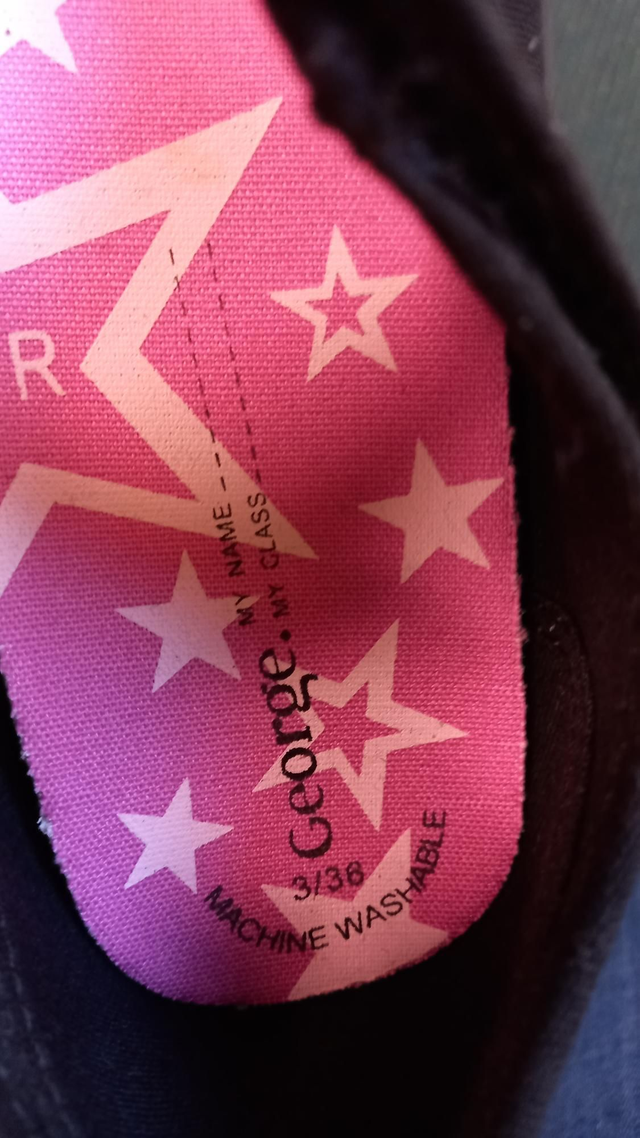 R
MY NAME
MY CLASS
George.
3/36
MACHINE WASHABLE